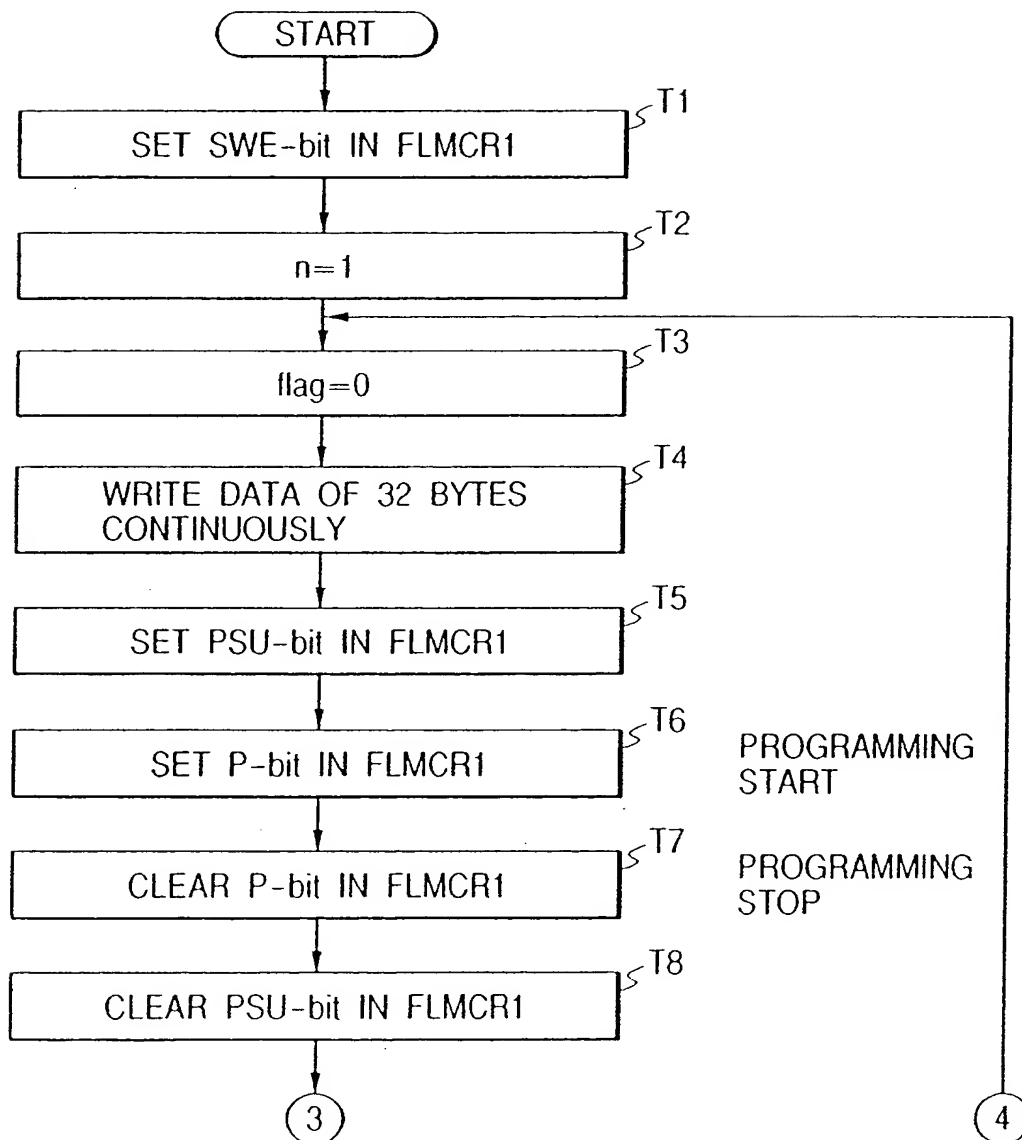 START
T1
SET SWE-bit IN FLMCR1
T2
n=1
T3
flag=0
T4
WRITE DATA OF 32 BYTES
CONTINUOUSLY
T5
SET PSU-bit IN FLMCR1
T6
SET P-bit IN FLMCR1
PROGRAMMING
START
T7
CLEAR P-bit IN FLMCR1
PROGRAMMING
STOP
T8
CLEAR PSU-bit IN FLMCR1
3
4